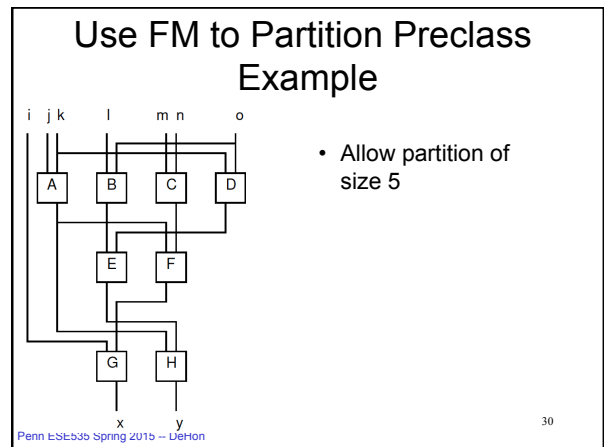 Use FM to Partition Preclass
Example
i j k l m n o
• Allow partition of
size 5
A B C D
E F
G H
x y
Penn ESE535 Spring 2015 -- DeHon
30